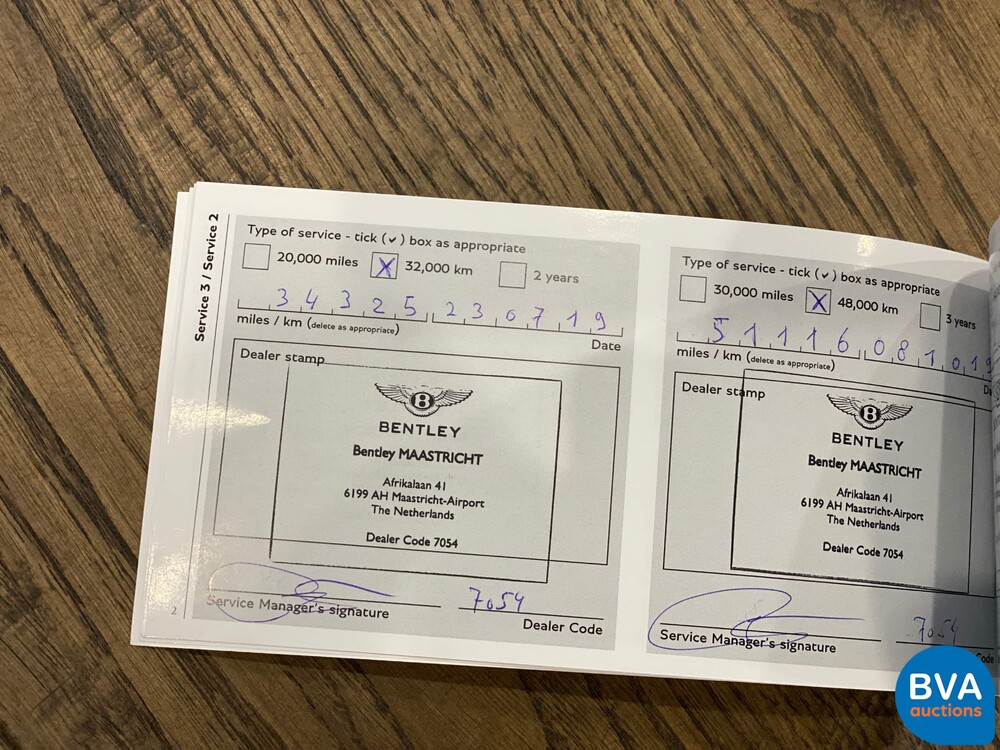 Service 3 / Service 2
Type of service - tick (✓) box as appropriate
20,000 miles X 32,000 km 2 years
34325 230719
miles / km (delete as appropriate)
Date
Dealer stamp
B
BENTLEY
Bentley MAASTRICHT
Afrikalaan 41
6199 AH Maastricht-Airport
The Netherlands
Dealer Code 7054
7054
Service Manager's signature
Dealer Code
2
Type of service - tick (✓) box as appropriate
30,000 miles X 48,000 km 3 years
51116 081019
miles / km (delete as appropriate)
Dealer stamp
B
BENTLEY
Bentley MAASTRICHT
Afrikalaan 41
6199 AH Maastricht-Airport
The Netherlands
Dealer Code 7054
7054
Service Manager's signature
Code
BVA
auctions